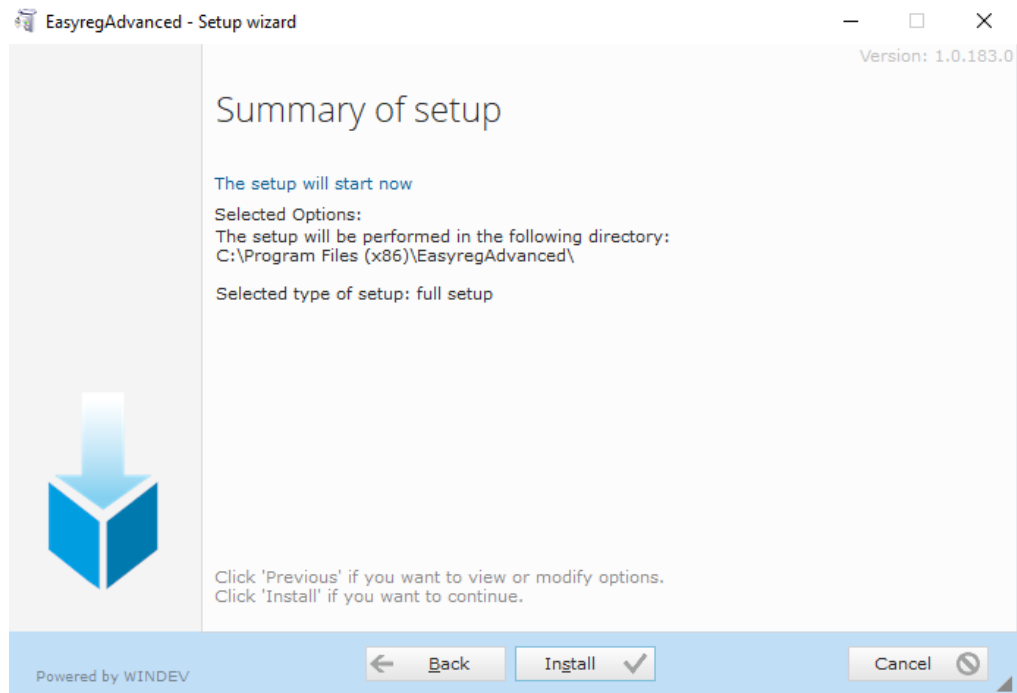 EasyregAdvanced - Setup wizard
Version: 1.0.183.0
Summary of setup
The setup will start now
Selected Options:
The setup will be performed in the following directory:
C:\Program Files (x86)\EasyregAdvanced\
Selected type of setup: full setup
Click 'Previous' if you want to view or modify options.
Click 'Install' if you want to continue.
Back
Install
Cancel
Powered by WINDEV